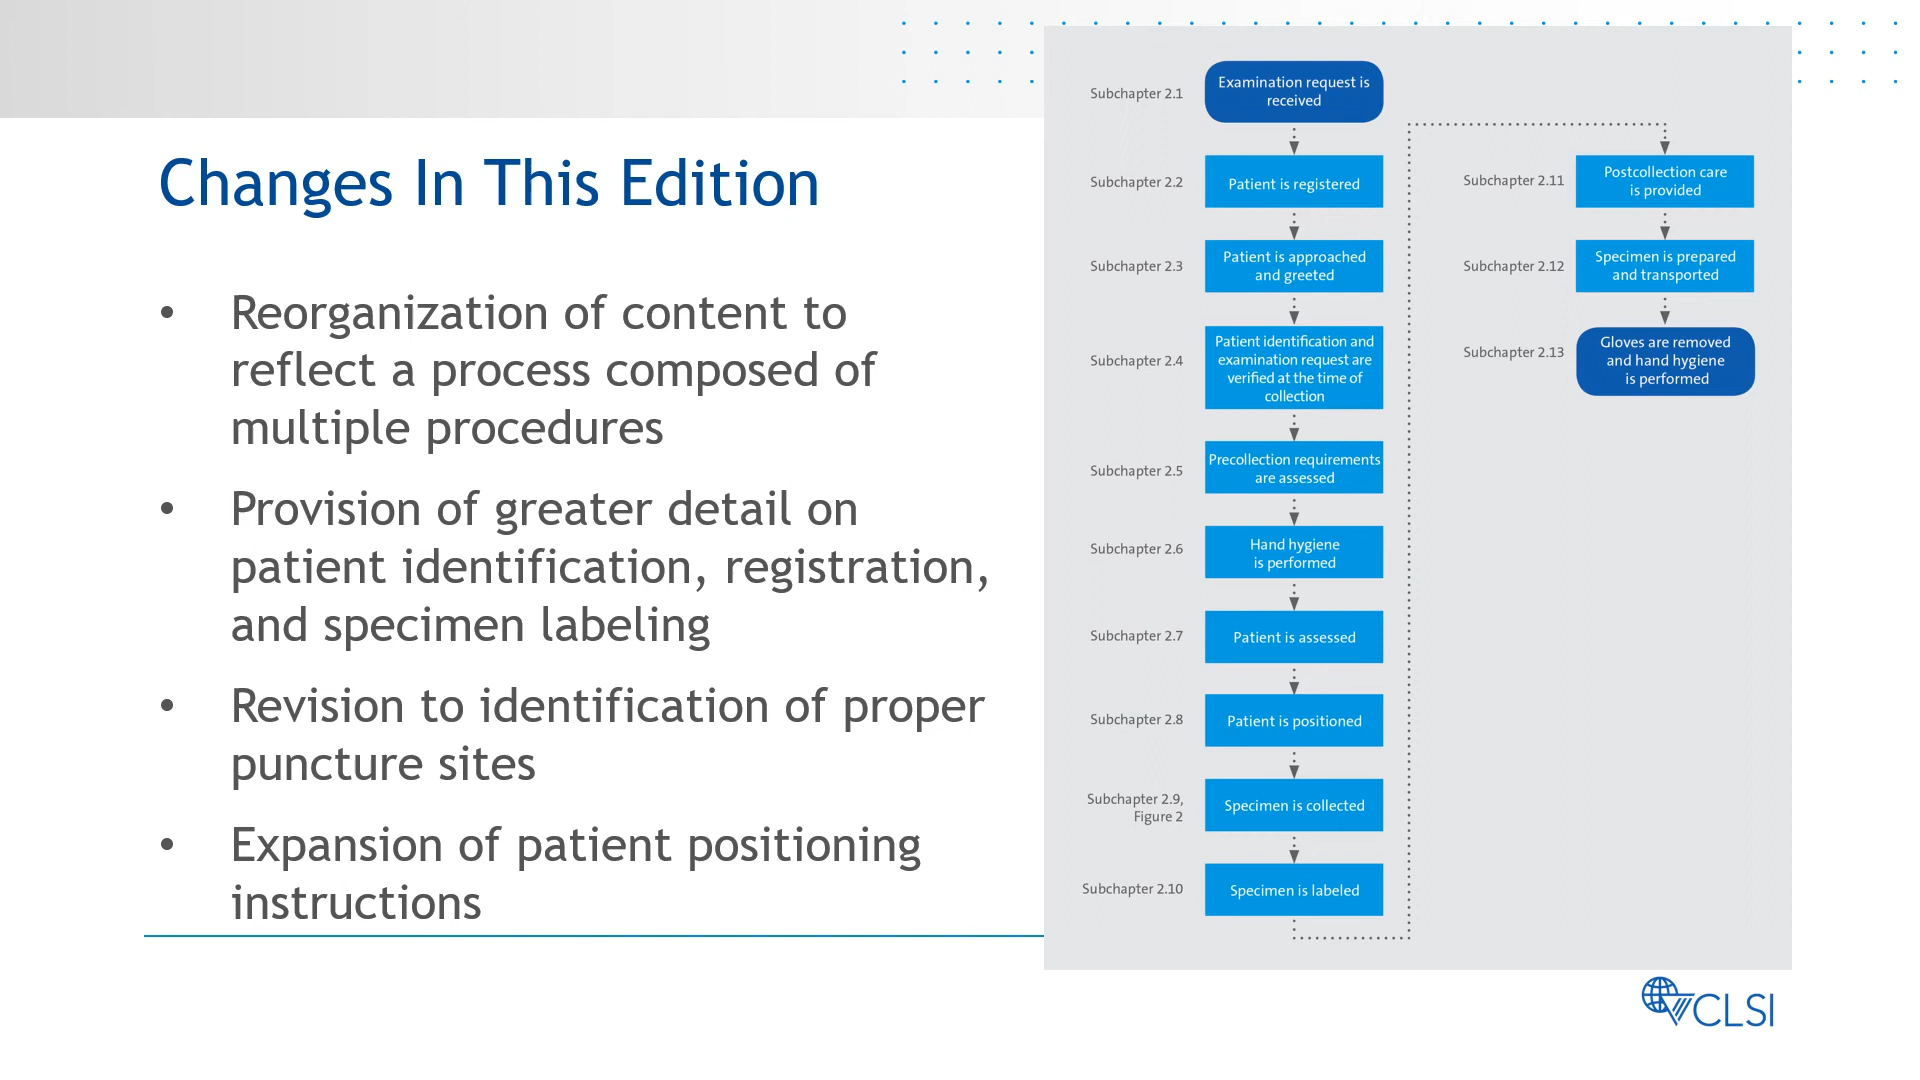 Changes In This Edition
• Reorganization of content to
reflect a process composed of
multiple procedures
• Provision of greater detail on
patient identification, registration,
and specimen labeling
• Revision to identification of proper
puncture sites
• Expansion of patient positioning
instructions
Subchapter 2.1
Examination request is
received
Subchapter 2.2
Patient is registered
Subchapter 2.3
Patient is approached
and greeted
Subchapter 2.4
Patient identification and
examination request are
verified at the time of
collection
Subchapter 2.5
Precollection requirements
are assessed
Subchapter 2.6
Hand hygiene
is performed
Subchapter 2.7
Patient is assessed
Subchapter 2.8
Patient is positioned
Subchapter 2.9,
Figure 2
Specimen is collected
Subchapter 2.10
Specimen is labeled
Subchapter 2.11
Postcollection care
is provided
Subchapter 2.12
Specimen is prepared
and transported
Subchapter 2.13
Gloves are removed
and hand hygiene
is performed
CLSI